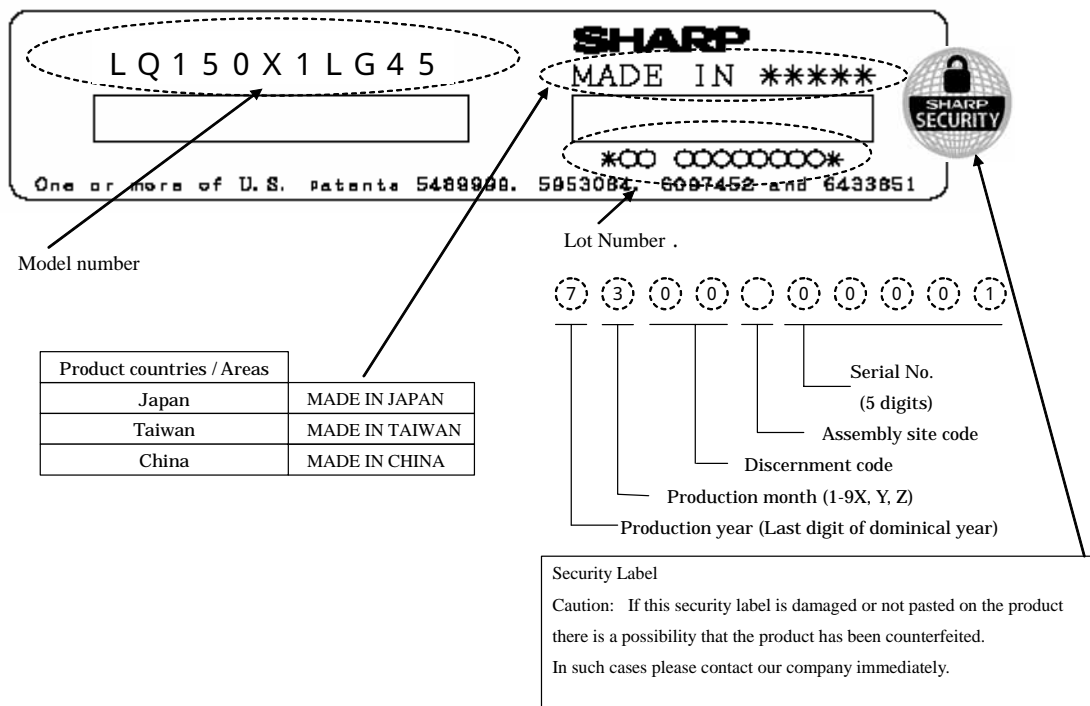 LQ150X1LG45
SHARP
MADE IN *****
SHARP
SECURITY
*○○ ○○○○○○○○*
One or more of U.S. Patents 5489999, 5953084, 6097452 and 6433851
Model number
Lot Number .
7 3 0 0 0 0 0 0 1
Product countries / Areas
Japan MADE IN JAPAN
Taiwan MADE IN TAIWAN
China MADE IN CHINA
Serial No.
(5 digits)
Assembly site code
Discernment code
Production month (1-9X, Y, Z)
Production year (Last digit of dominical year)
Security Label
Caution: If this security label is damaged or not pasted on the product
there is a possibility that the product has been counterfeited.
In such cases please contact our company immediately.